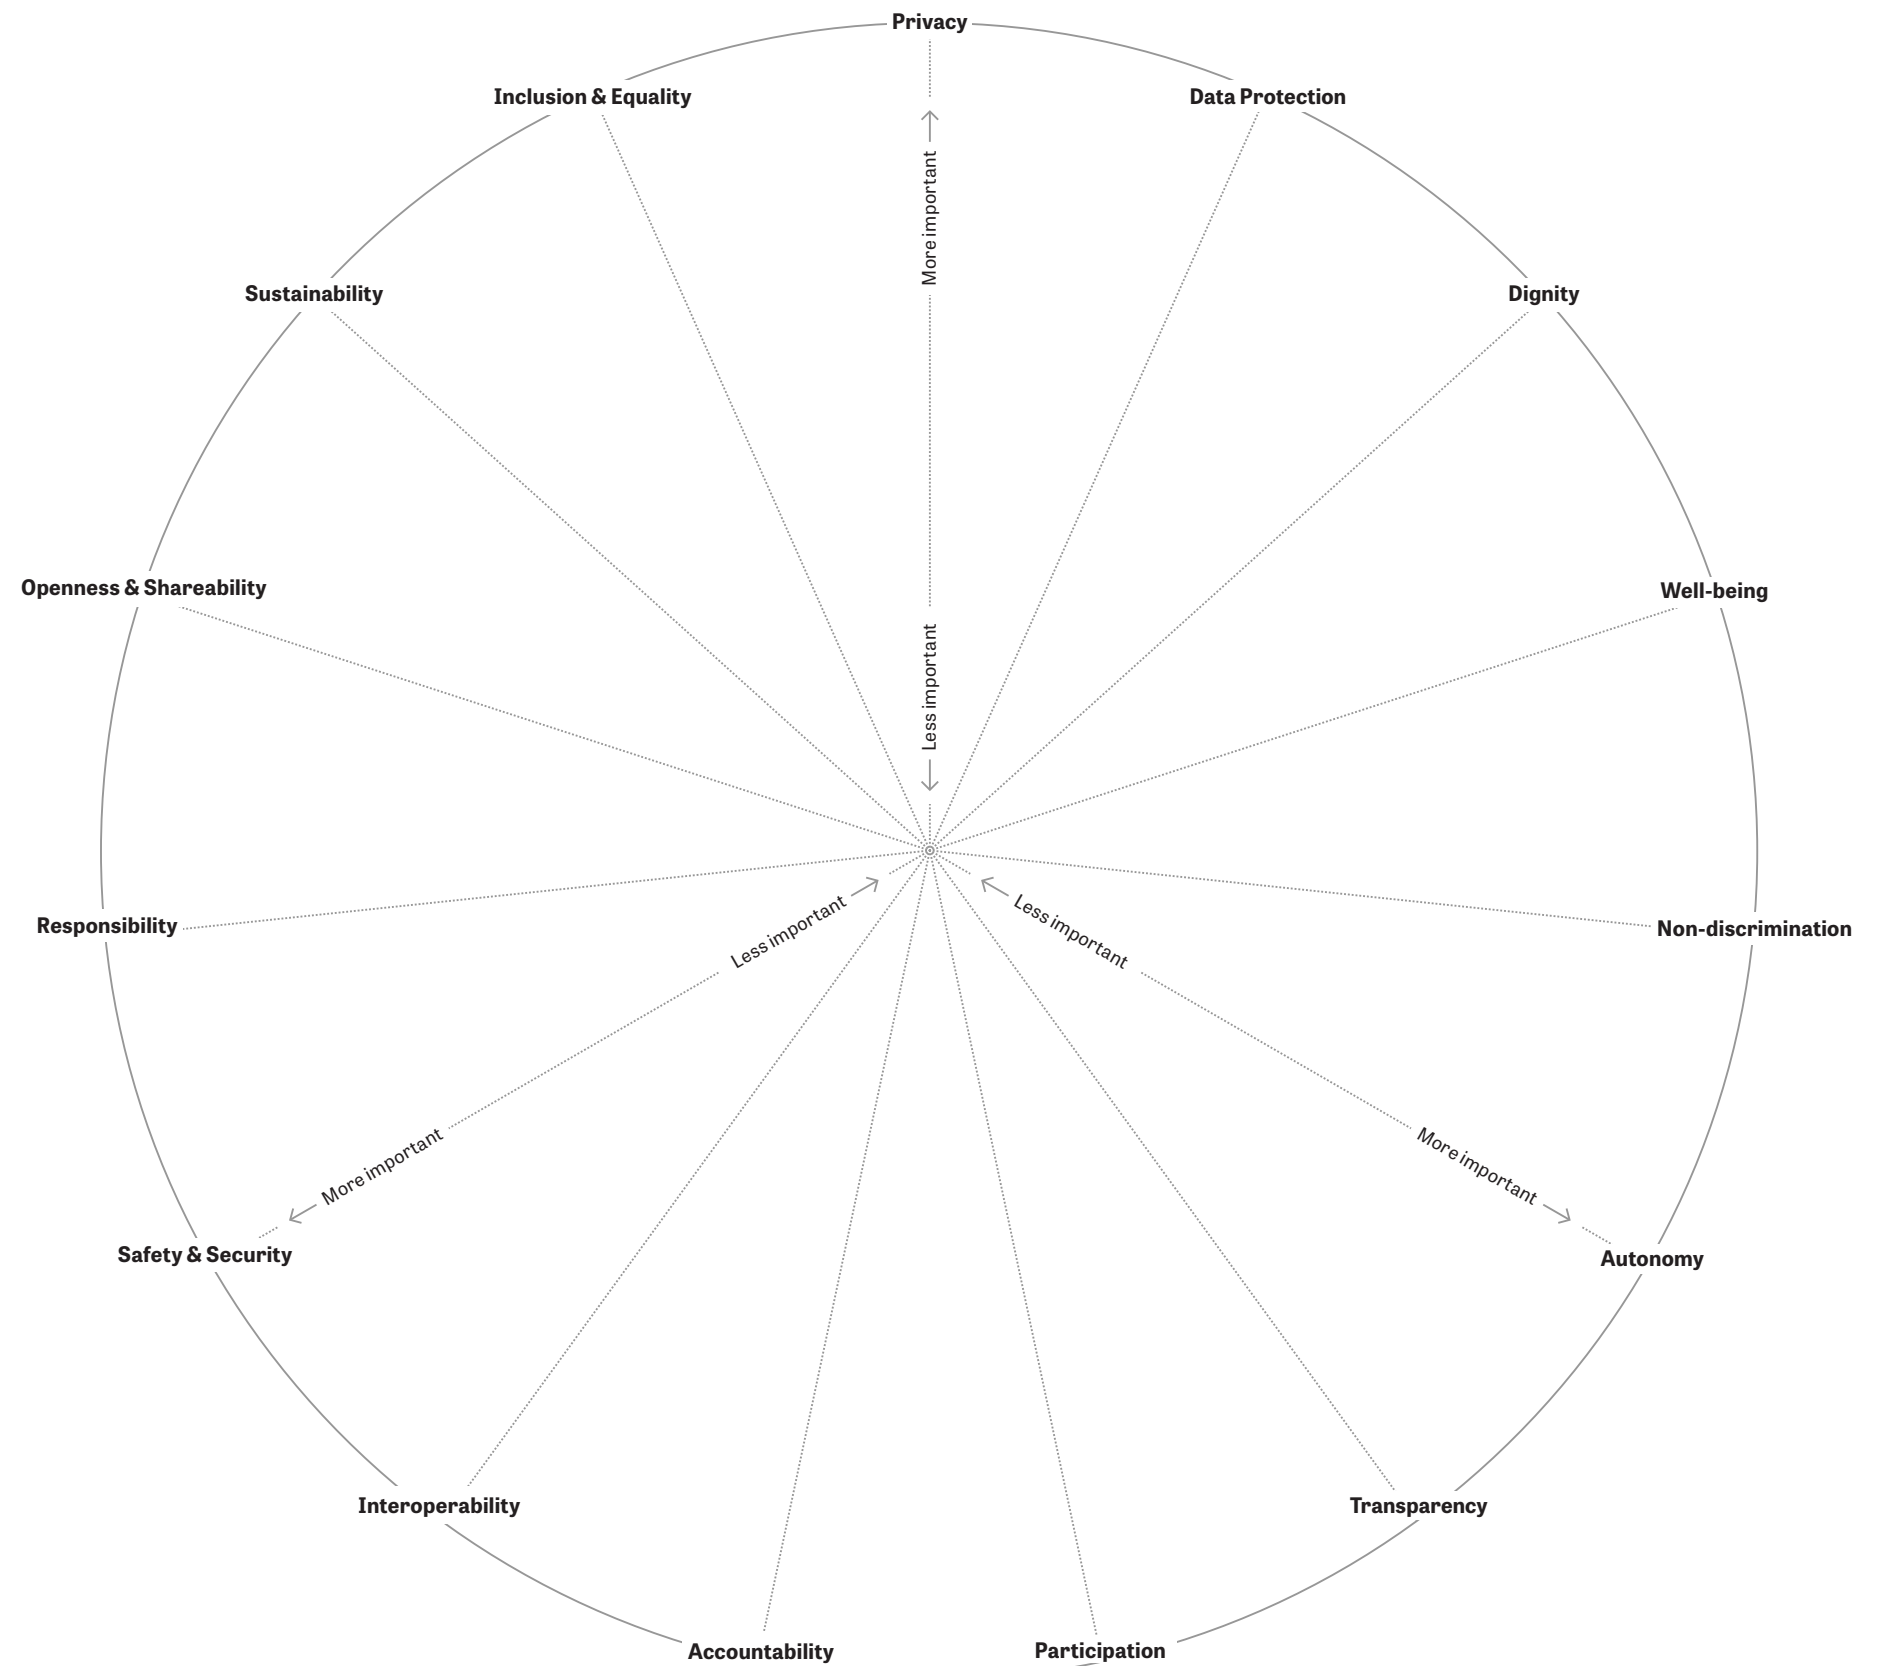 Privacy
Inclusion & Equality
Data Protection
More important
Sustainability
Dignity
Openness & Shareability
Well-being
Less important
Responsibility
Less important
Less important
Non-discrimination
More important
More important
Safety & Security
Autonomy
Interoperability
Transparency
Accountability
Participation